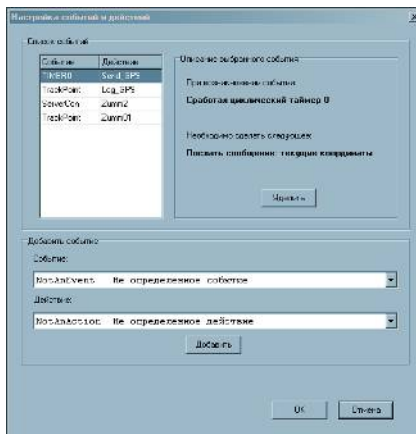 Настройка событий и действий
Список событий
Событие Действие
TIMER0 Send_GPS
TrackPoint Log_GPS
ServerCon Zumm2
TrackPoint Zumm01
Описание выбранного события
При возникновении события:
Сработал циклический таймер 0
Необходимо сделать следующее:
Послать сообщение: текущие координаты
Удалить
Добавить событие
Событие:
NotAnEvent Не определенное событие
Действие:
NotAnAction Не определенное действие
Добавить
OK Отмена